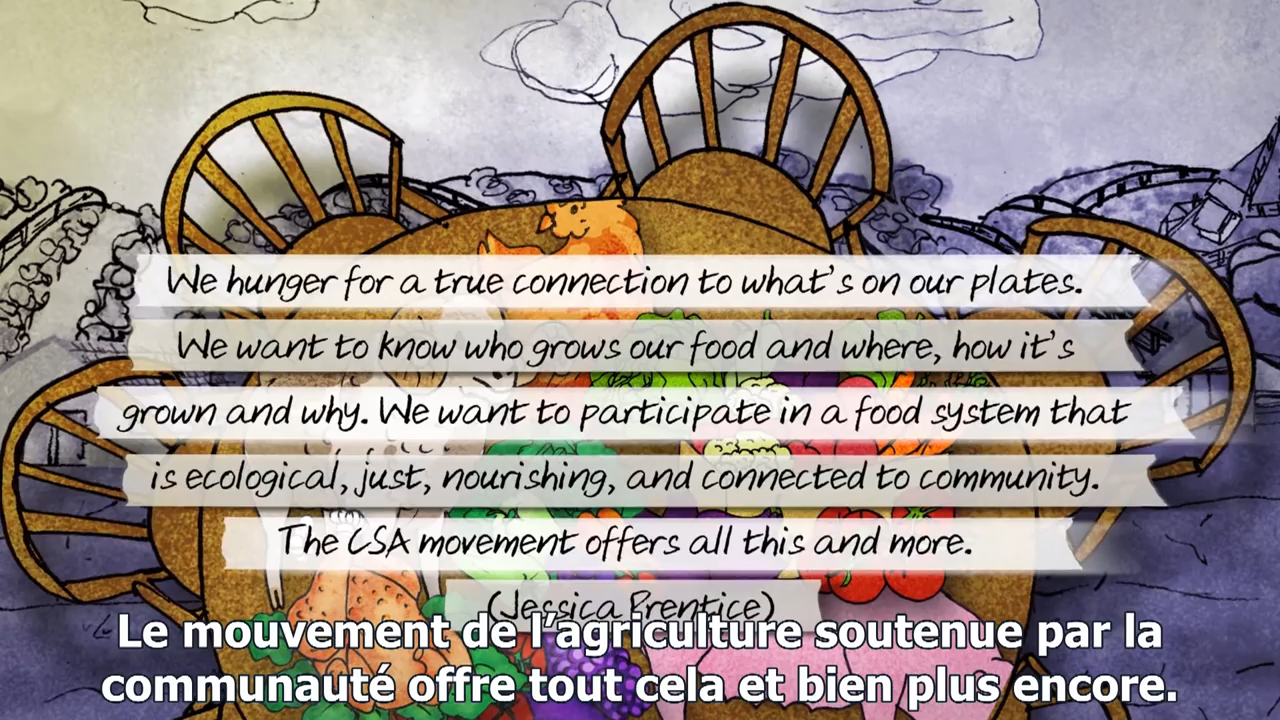 We hunger for a true connection to what's on our plates.
We want to know who grows our food and where, how it's
grown and why. We want to participate in a food system that
is ecological, just, nourishing, and connected to community.
The CSA movement offers all this and more.
(Jessica Prentice)
Le mouvement de l'agriculture soutenue par la
communauté offre tout cela et bien plus encore.